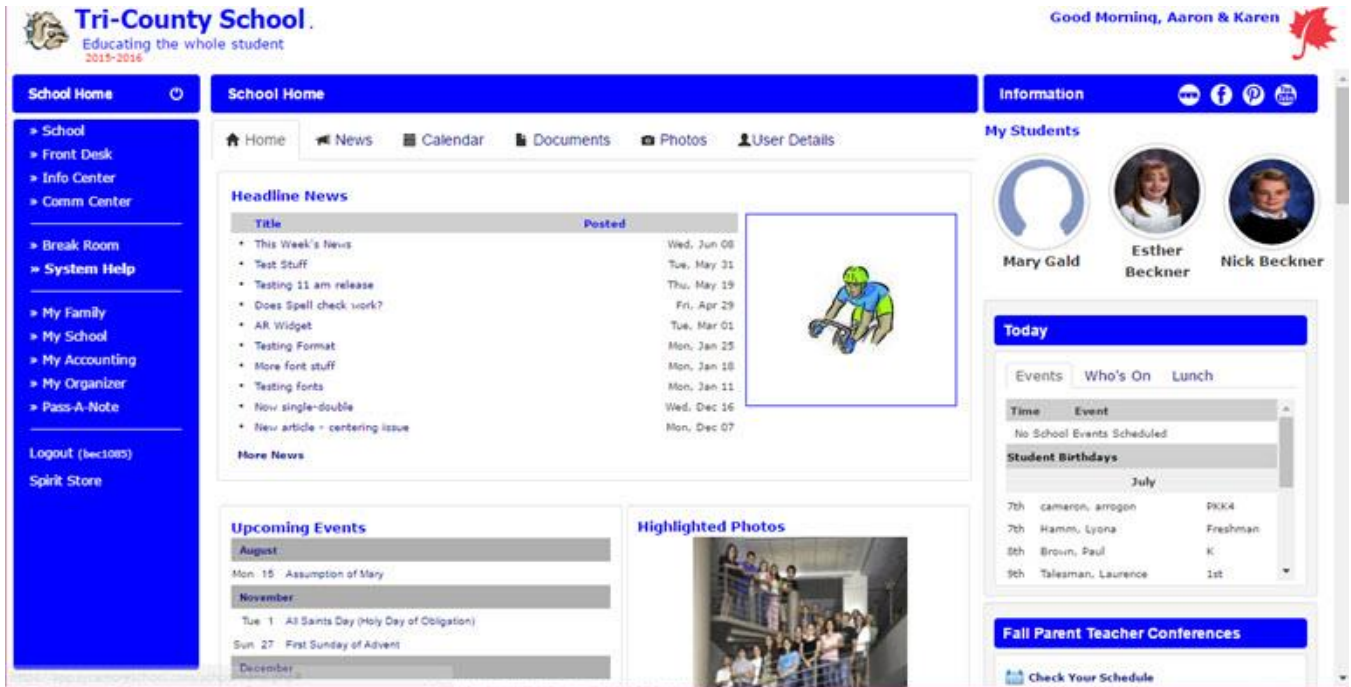 Tri-County School.
Educating the whole student
2015-2016
Good Morning, Aaron & Karen
School Home
» School
» Front Desk
» Info Center
» Comm Center
» Break Room
» System Help
» My Family
» My School
» My Accounting
» My Organizer
» Pass-A-Note
Logout (bec1085)
Spirit Store
School Home
Home News Calendar Documents Photos User Details
Headline News
Title Posted
• This Week's News Wed, Jun 08
• Test Stuff Tue, May 31
• Testing 11 am release Thu, May 19
• Does Spell check work? Fri, Apr 29
• AR Widget Tue, Mar 01
• Testing Format Mon, Jan 25
• More font stuff Mon, Jan 18
• Testing fonts Mon, Jan 11
• Now single-double Wed, Dec 16
• New article - centering issue Mon, Dec 07
More News
Upcoming Events
August
Mon 15 Assumption of Mary
November
Tue 1 All Saints Day (Holy Day of Obligation)
Sun 27 First Sunday of Advent
December
Highlighted Photos
Information
My Students
Mary Gald
Esther
Beckner
Nick Beckner
Today
Events Who's On Lunch
Time Event
No School Events Scheduled
Student Birthdays
July
7th cameron, arrogon PKK4
7th Hamm, Lyona Freshman
8th Brown, Paul K
9th Talesman, Laurence 1st
Fall Parent Teacher Conferences
Check Your Schedule